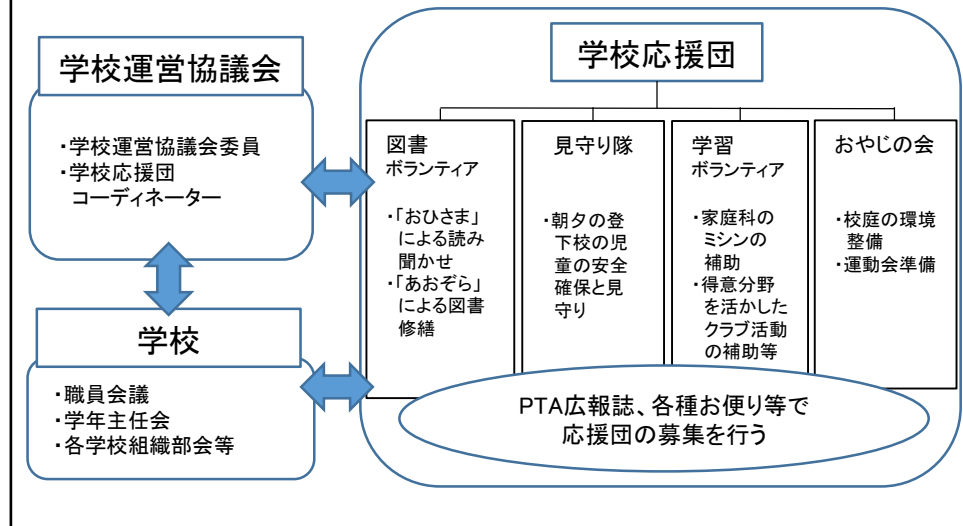 学校運営協議会
・学校運営協議会委員
・学校応援団
コーディネーター
学校
・職員会議
・学年主任会
・各学校組織部会等
学校応援団
図書
ボランティア
・「おひさま」
による読み
聞かせ
・「あおぞら」
による図書
修繕
見守り隊
・朝夕の登
下校の児
童の安全
確保と見
守り
学習
ボランティア
・家庭科の
ミシンの
補助
・得意分野
を活かした
クラブ活動
の補助等
おやじの会
・校庭の環境
整備
・運動会準備
PTA広報誌、各種お便り等で
応援団の募集を行う